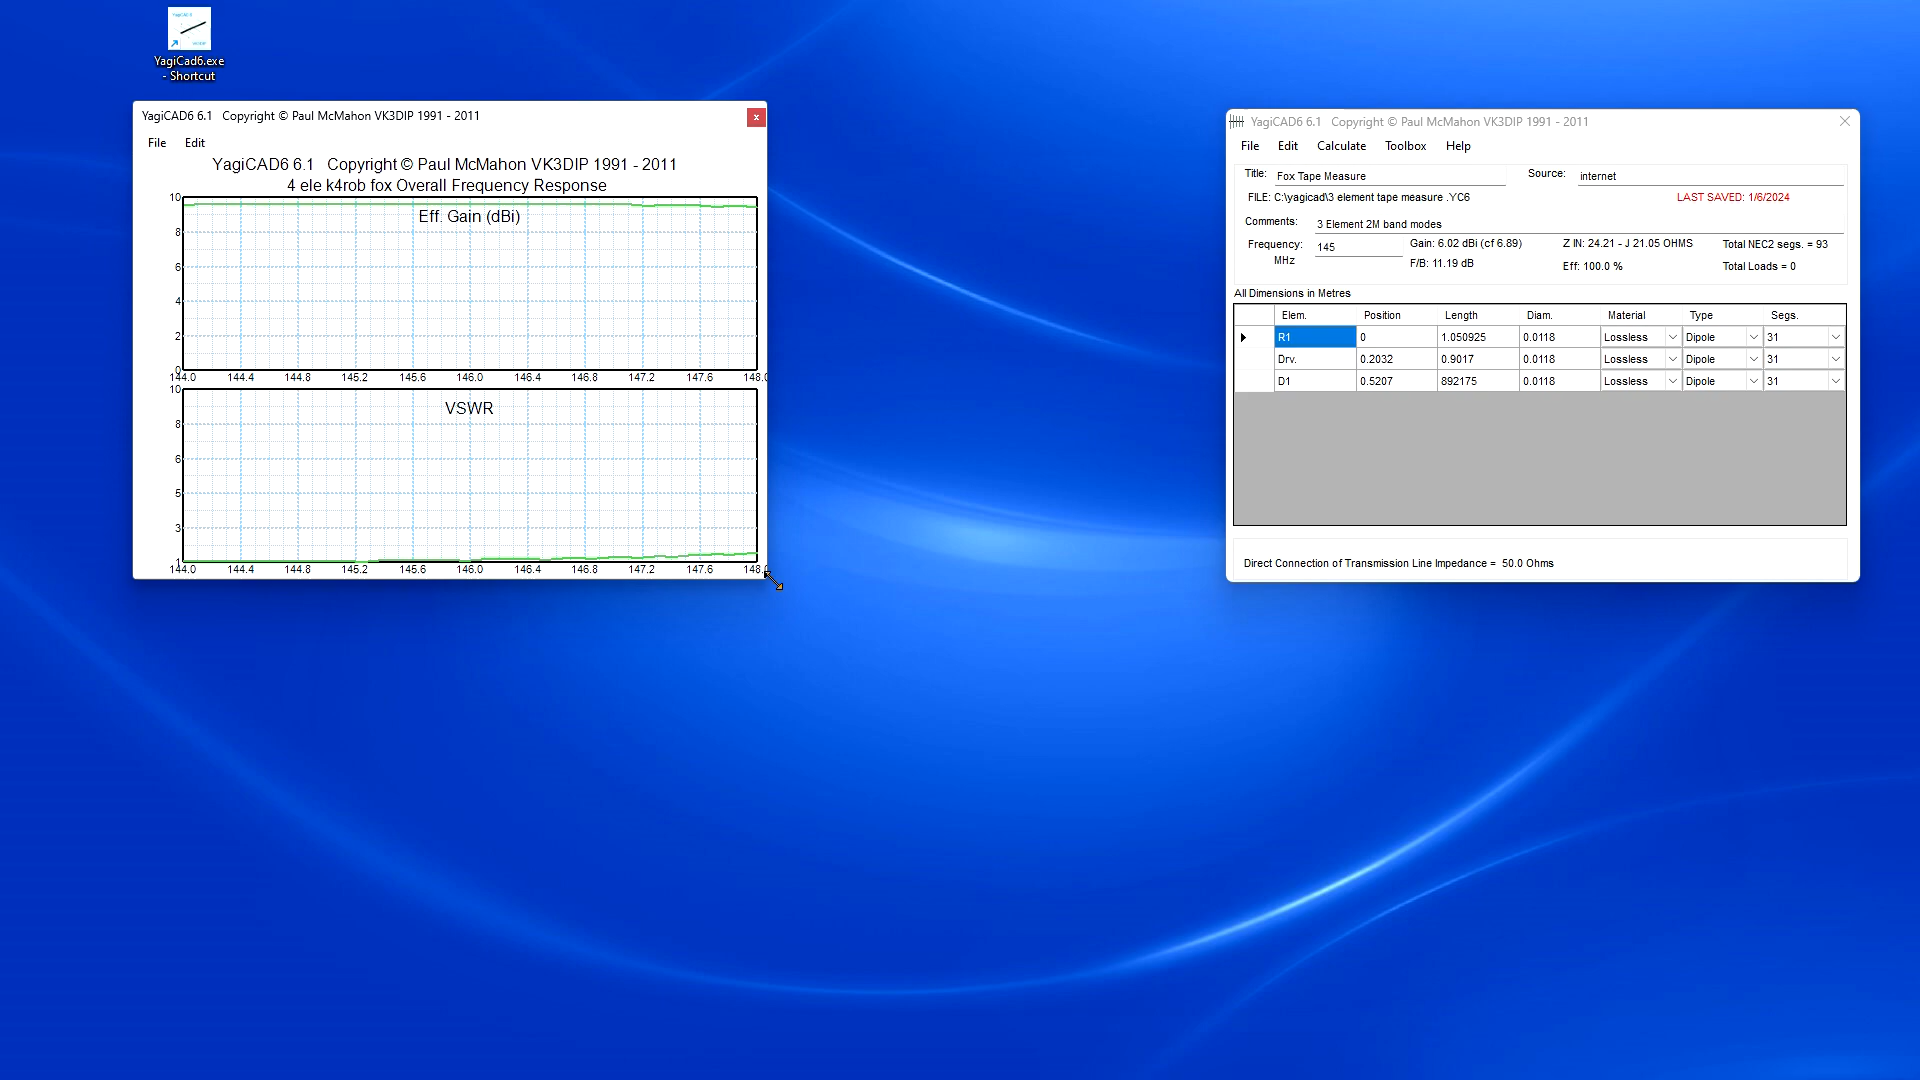 YagiCad6.exe
- Shortcut
YagiCAD6 6.1 Copyright © Paul McMahon VK3DIP 1991 - 2011
File Edit
YagiCAD6 6.1 Copyright © Paul McMahon VK3DIP 1991 - 2011
4 ele k4rob fox Overall Frequency Response
10
Eff. Gain (dBi)
8
6
4
2
0
144.0 144.4 144.8 145.2 145.6 146.0 146.4 146.8 147.2 147.6 148.0
10
VSWR
8
6
5
3
1
144.0 144.4 144.8 145.2 145.6 146.0 146.4 146.8 147.2 147.6 148.0
YagiCAD6 6.1 Copyright © Paul McMahon VK3DIP 1991 - 2011
File Edit Calculate Toolbox Help
Title: Fox Tape Measure Source: internet
FILE: C:\yagicad\3 element tape measure .YC6 LAST SAVED: 1/6/2024
Comments: 3 Element 2M band modes
Frequency: 145 Gain: 6.02 dBi (cf 6.89) Z IN: 24.21 - J 21.05 OHMS Total NEC2 segs. = 93
MHz F/B: 11.19 dB Eff: 100.0 % Total Loads = 0
All Dimensions in Metres
Elem. Position Length Diam. Material Type Segs.
R1 0 1.050925 0.0118 Lossless Dipole 31
Drv. 0.2032 0.9017 0.0118 Lossless Dipole 31
D1 0.5207 892175 0.0118 Lossless Dipole 31
Direct Connection of Transmission Line Impedance = 50.0 Ohms